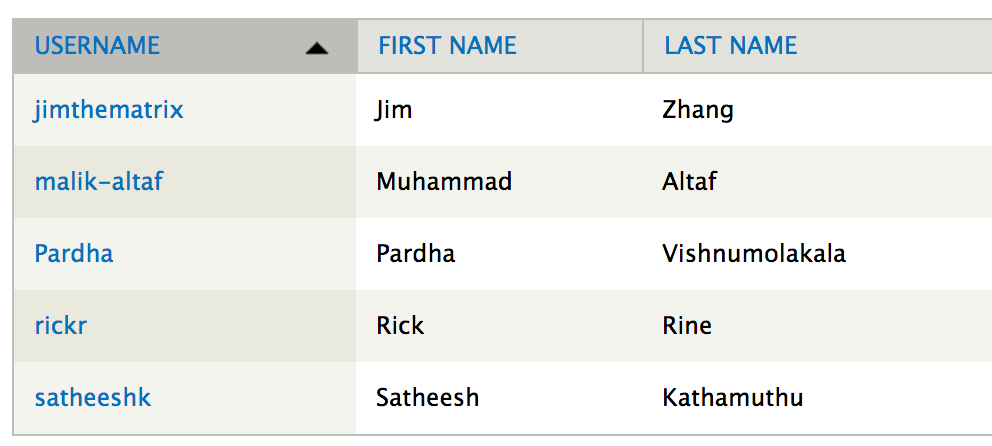 USERNAME FIRST NAME LAST NAME
jimthematrix Jim Zhang
malik-altaf Muhammad Altaf
Pardha Pardha Vishnumolakala
rickr Rick Rine
satheeshk Satheesh Kathamuthu